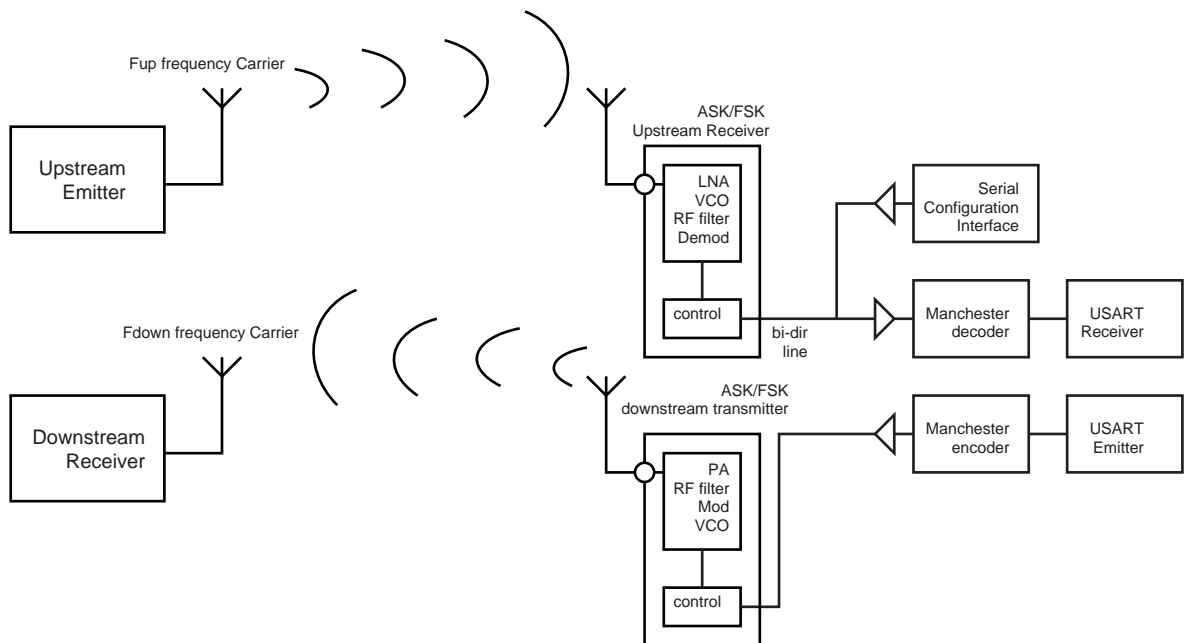 Fup frequency Carrier
Upstream
Emitter
ASK/FSK
Upstream Receiver
LNA
VCO
RF filter
Demod
control
bi-dir
line
Serial
Configuration
Interface
Manchester
decoder
USART
Receiver
Fdown frequency Carrier
Downstream
Receiver
ASK/FSK
downstream transmitter
PA
RF filter
Mod
VCO
control
Manchester
encoder
USART
Emitter